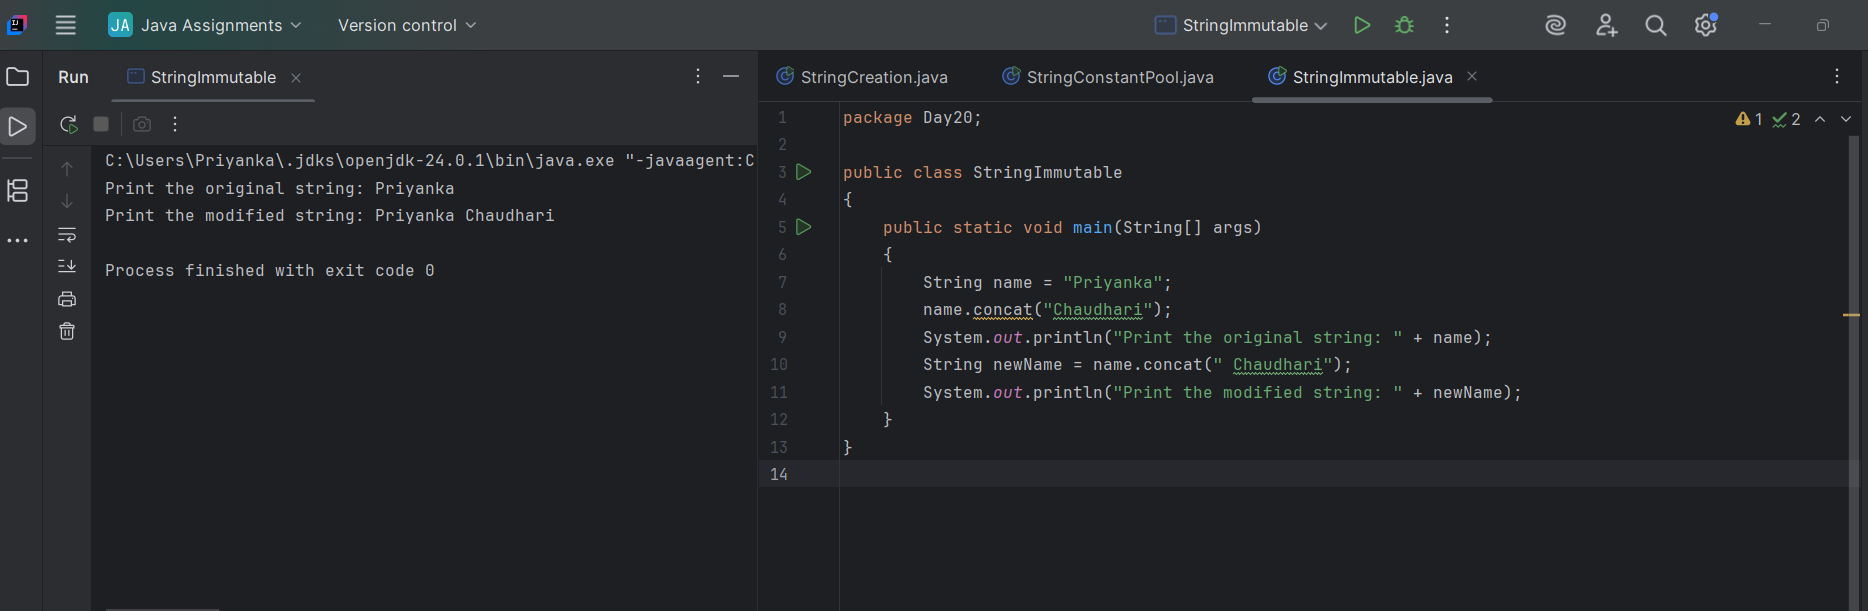 JA Java Assignments Version control StringImmutable
Run StringImmutable
C:\Users\Priyanka\.jdks\openjdk-24.0.1\bin\java.exe "-javaagent:C
Print the original string: Priyanka
Print the modified string: Priyanka Chaudhari
Process finished with exit code 0
StringCreation.java StringConstantPool.java StringImmutable.java
1 package Day20; 1 2
2
3 public class StringImmutable
4 {
5 public static void main(String[] args)
6 {
7 String name = "Priyanka";
8 name.concat("Chaudhari");
9 System.out.println("Print the original string: " + name);
10 String newName = name.concat(" Chaudhari");
11 System.out.println("Print the modified string: " + newName);
12 }
13 }
14